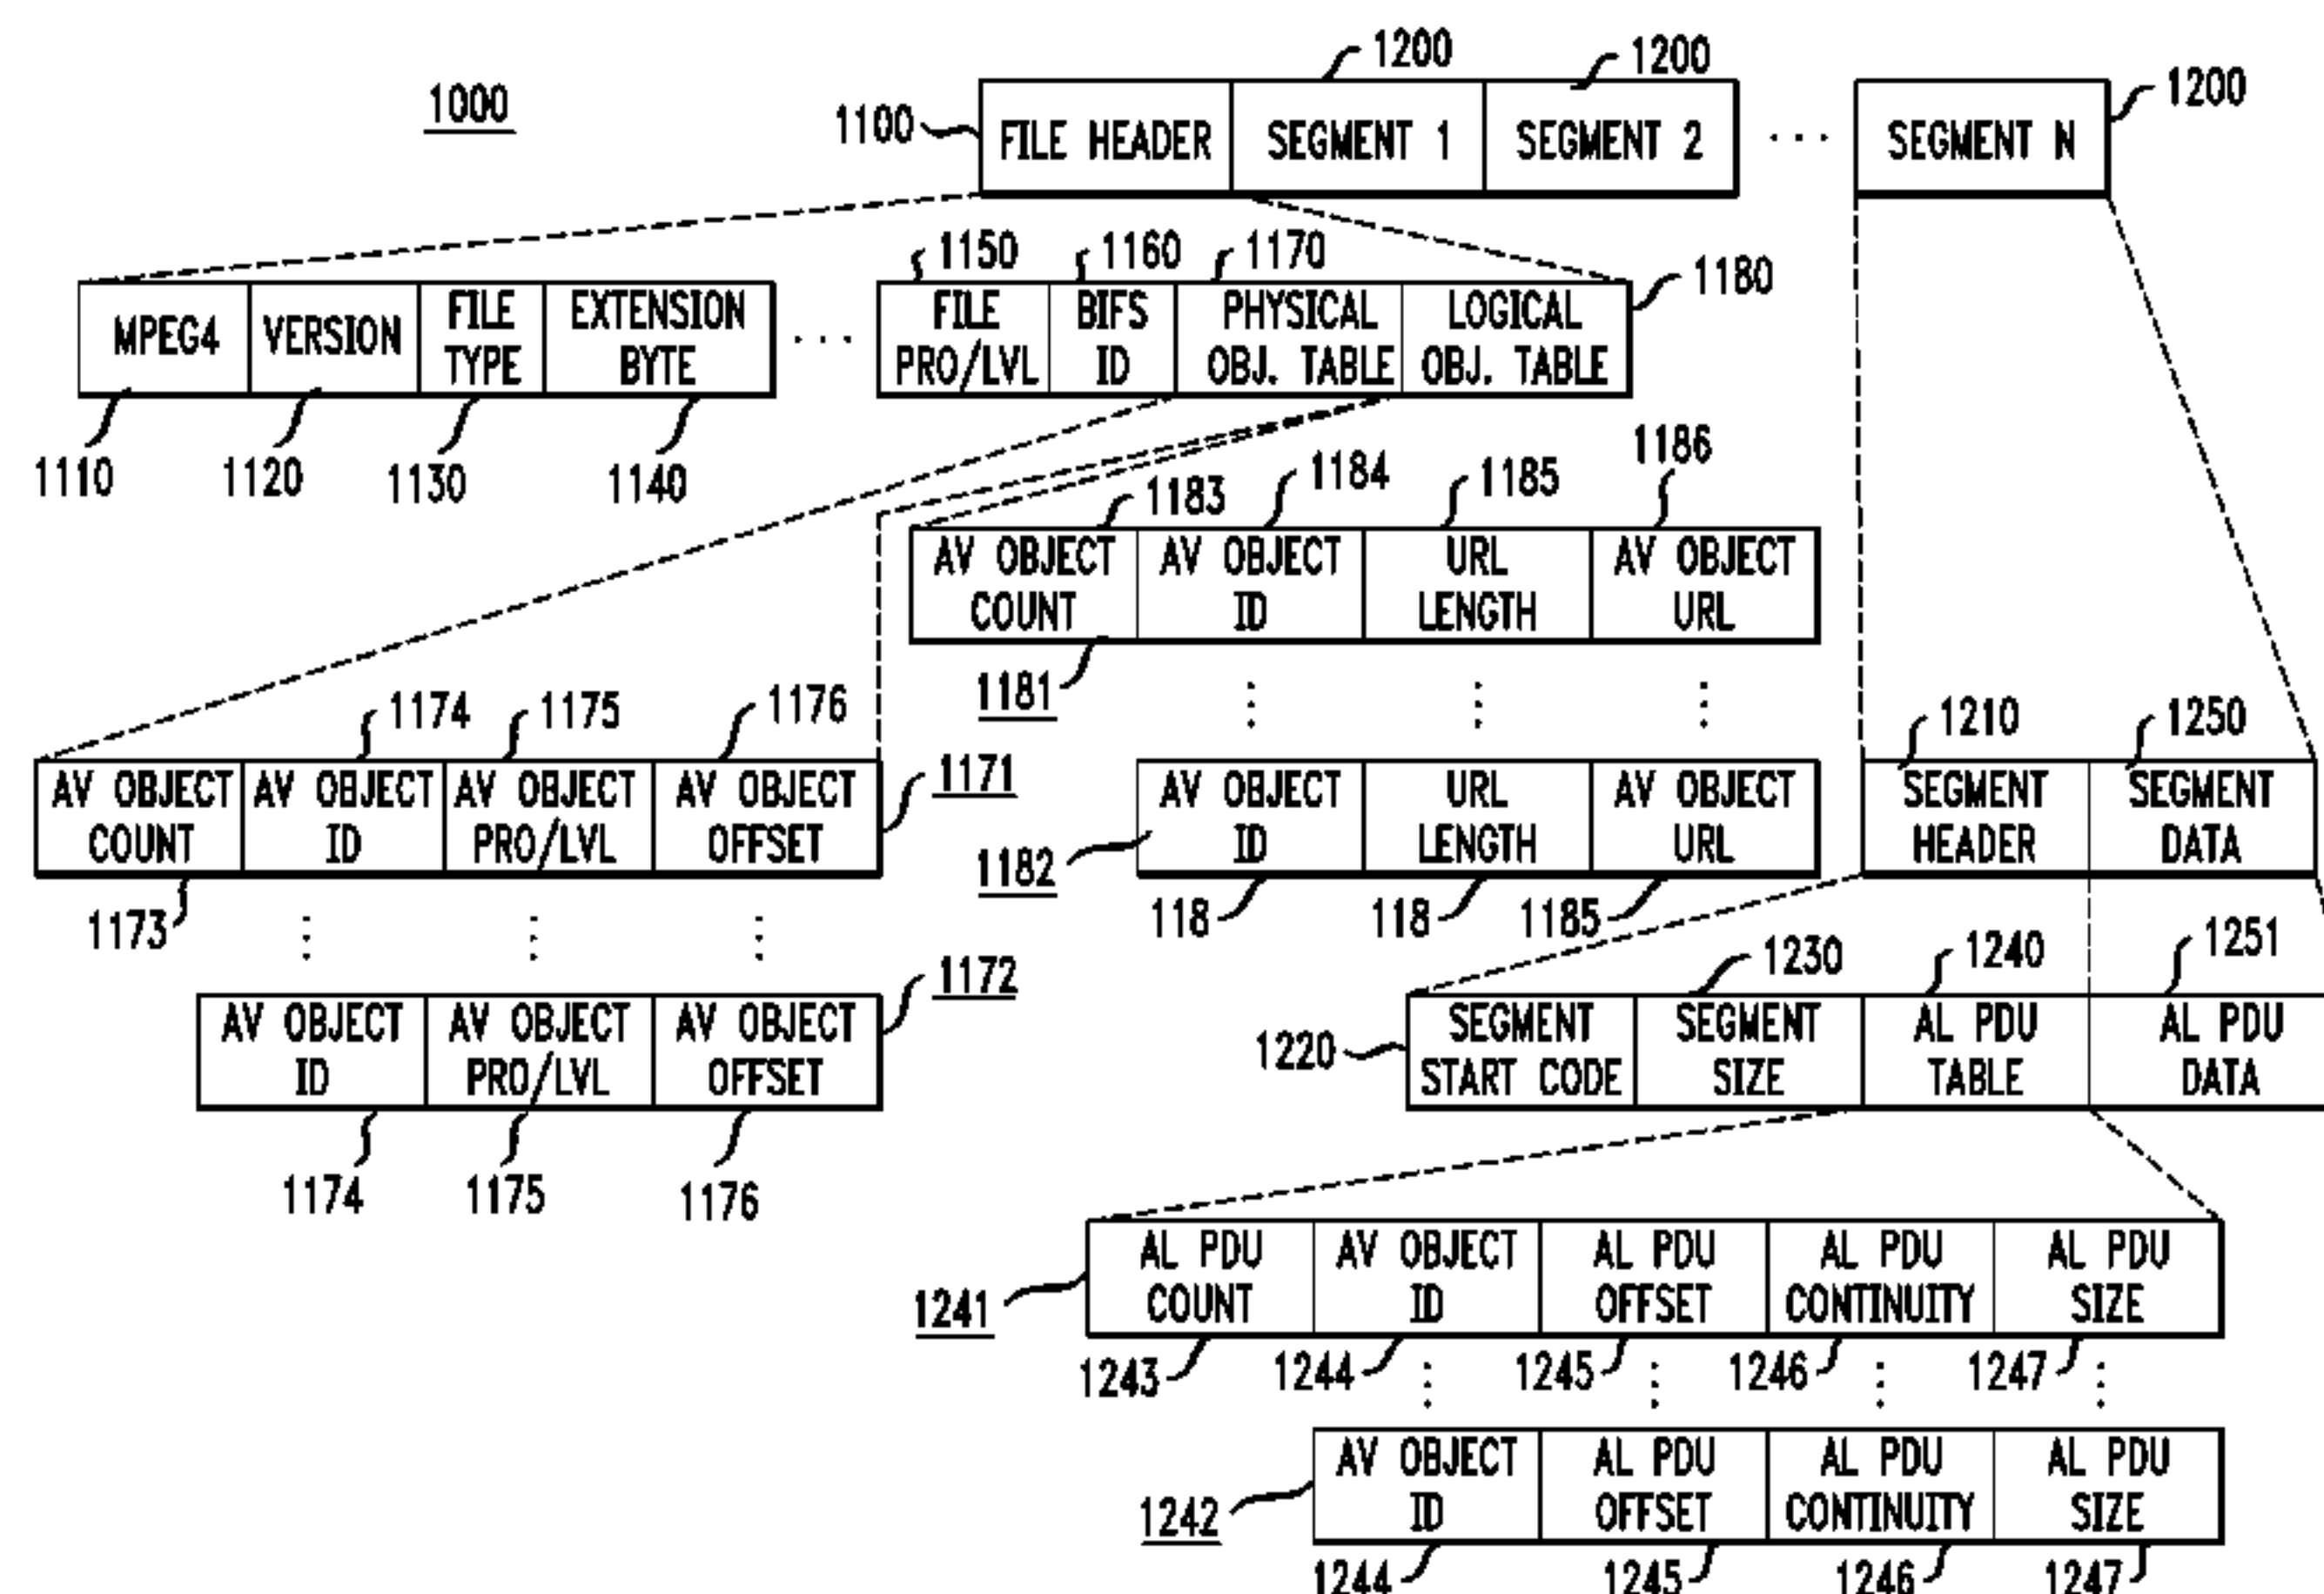 1000
1200
1200
1200
1100
FILE HEADER
SEGMENT 1
SEGMENT 2
SEGMENT N
1150
1160
1170
1180
MPEG4
VERSION
FILE
TYPE
EXTENSION
BYTE
FILE
PRO/LVL
BIFS
ID
PHYSICAL
OBJ. TABLE
LOGICAL
OBJ. TABLE
1110
1120
1130
1140
1183
1184
1185
1186
AV OBJECT
COUNT
AV OBJECT
ID
URL
LENGTH
AV OBJECT
URL
1181
1174
1175
1176
1171
AV OBJECT
COUNT
AV OBJECT
ID
AV OBJECT
PRO/LVL
AV OBJECT
OFFSET
1173
1182
AV OBJECT
ID
URL
LENGTH
AV OBJECT
URL
118
118
1185
1210
1250
SEGMENT
HEADER
SEGMENT
DATA
1172
AV OBJECT
ID
AV OBJECT
PRO/LVL
AV OBJECT
OFFSET
1174
1175
1176
1230
1240
1251
1220
SEGMENT
START CODE
SEGMENT
SIZE
AL PDU
TABLE
AL PDU
DATA
1241
AL PDU
COUNT
AV OBJECT
ID
AL PDU
OFFSET
AL PDU
CONTINUITY
AL PDU
SIZE
1243
1244
1245
1246
1247
1242
AV OBJECT
ID
AL PDU
OFFSET
AL PDU
CONTINUITY
AL PDU
SIZE
1244
1245
1246
1247